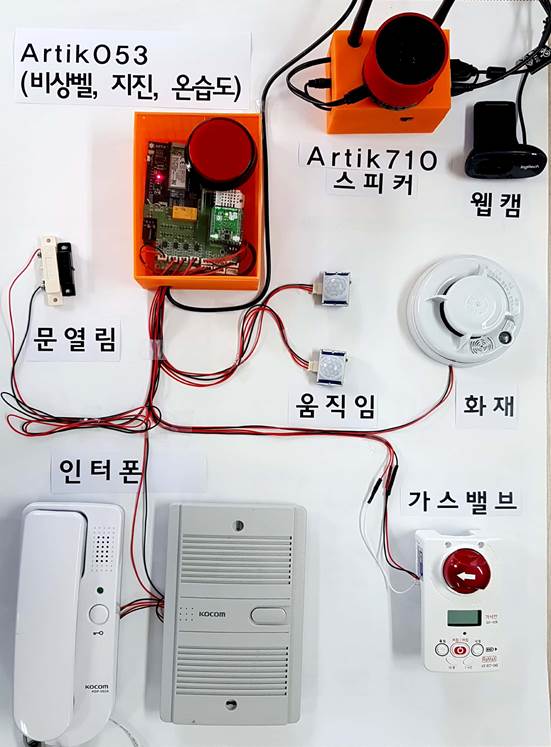 Artik053
(비상벨, 지진, 온습도)
Artik710
스피커
logitech
웹캠
문열림
움직임
화재
인터폰
가스밸브
KOCOM
KOCOM